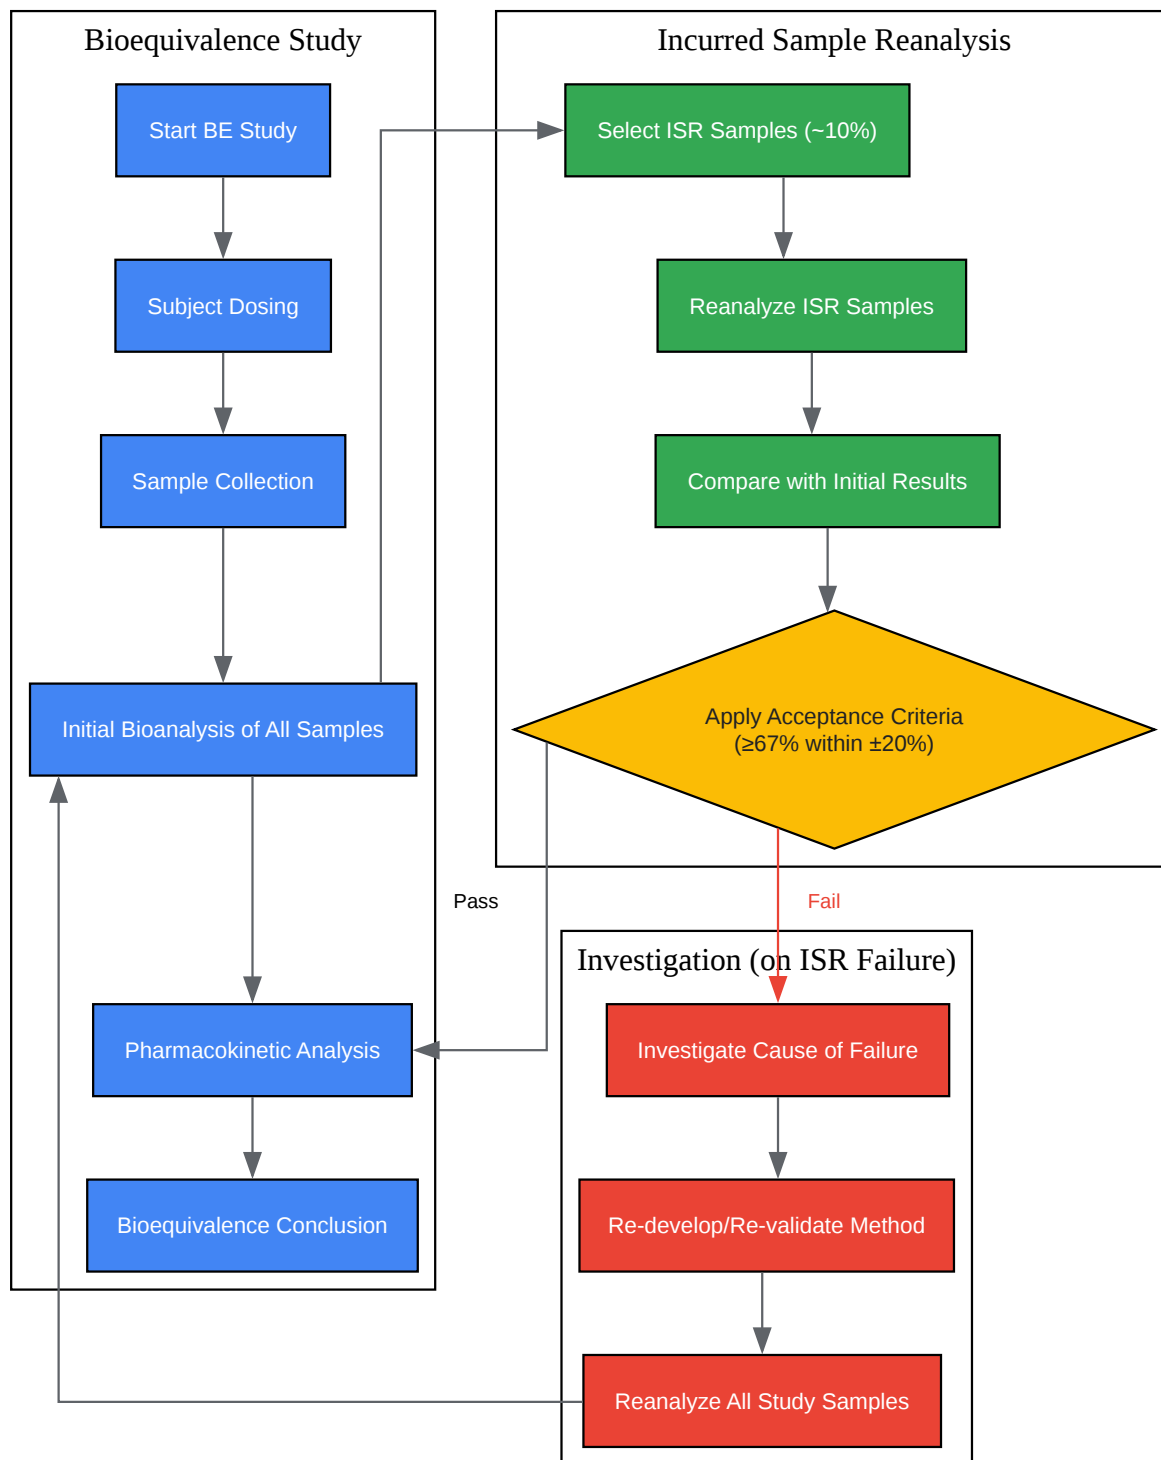 Bioequivalence Study
Start BE Study
Subject Dosing
Sample Collection
Initial Bioanalysis of All Samples
Pharmacokinetic Analysis
Bioequivalence Conclusion
Incurred Sample Reanalysis
Select ISR Samples (~10%)
Reanalyze ISR Samples
Compare with Initial Results
Apply Acceptance Criteria
(≥67% within ±20%)
Pass
Fail
Investigation (on ISR Failure)
Investigate Cause of Failure
Re-develop/Re-validate Method
Reanalyze All Study Samples